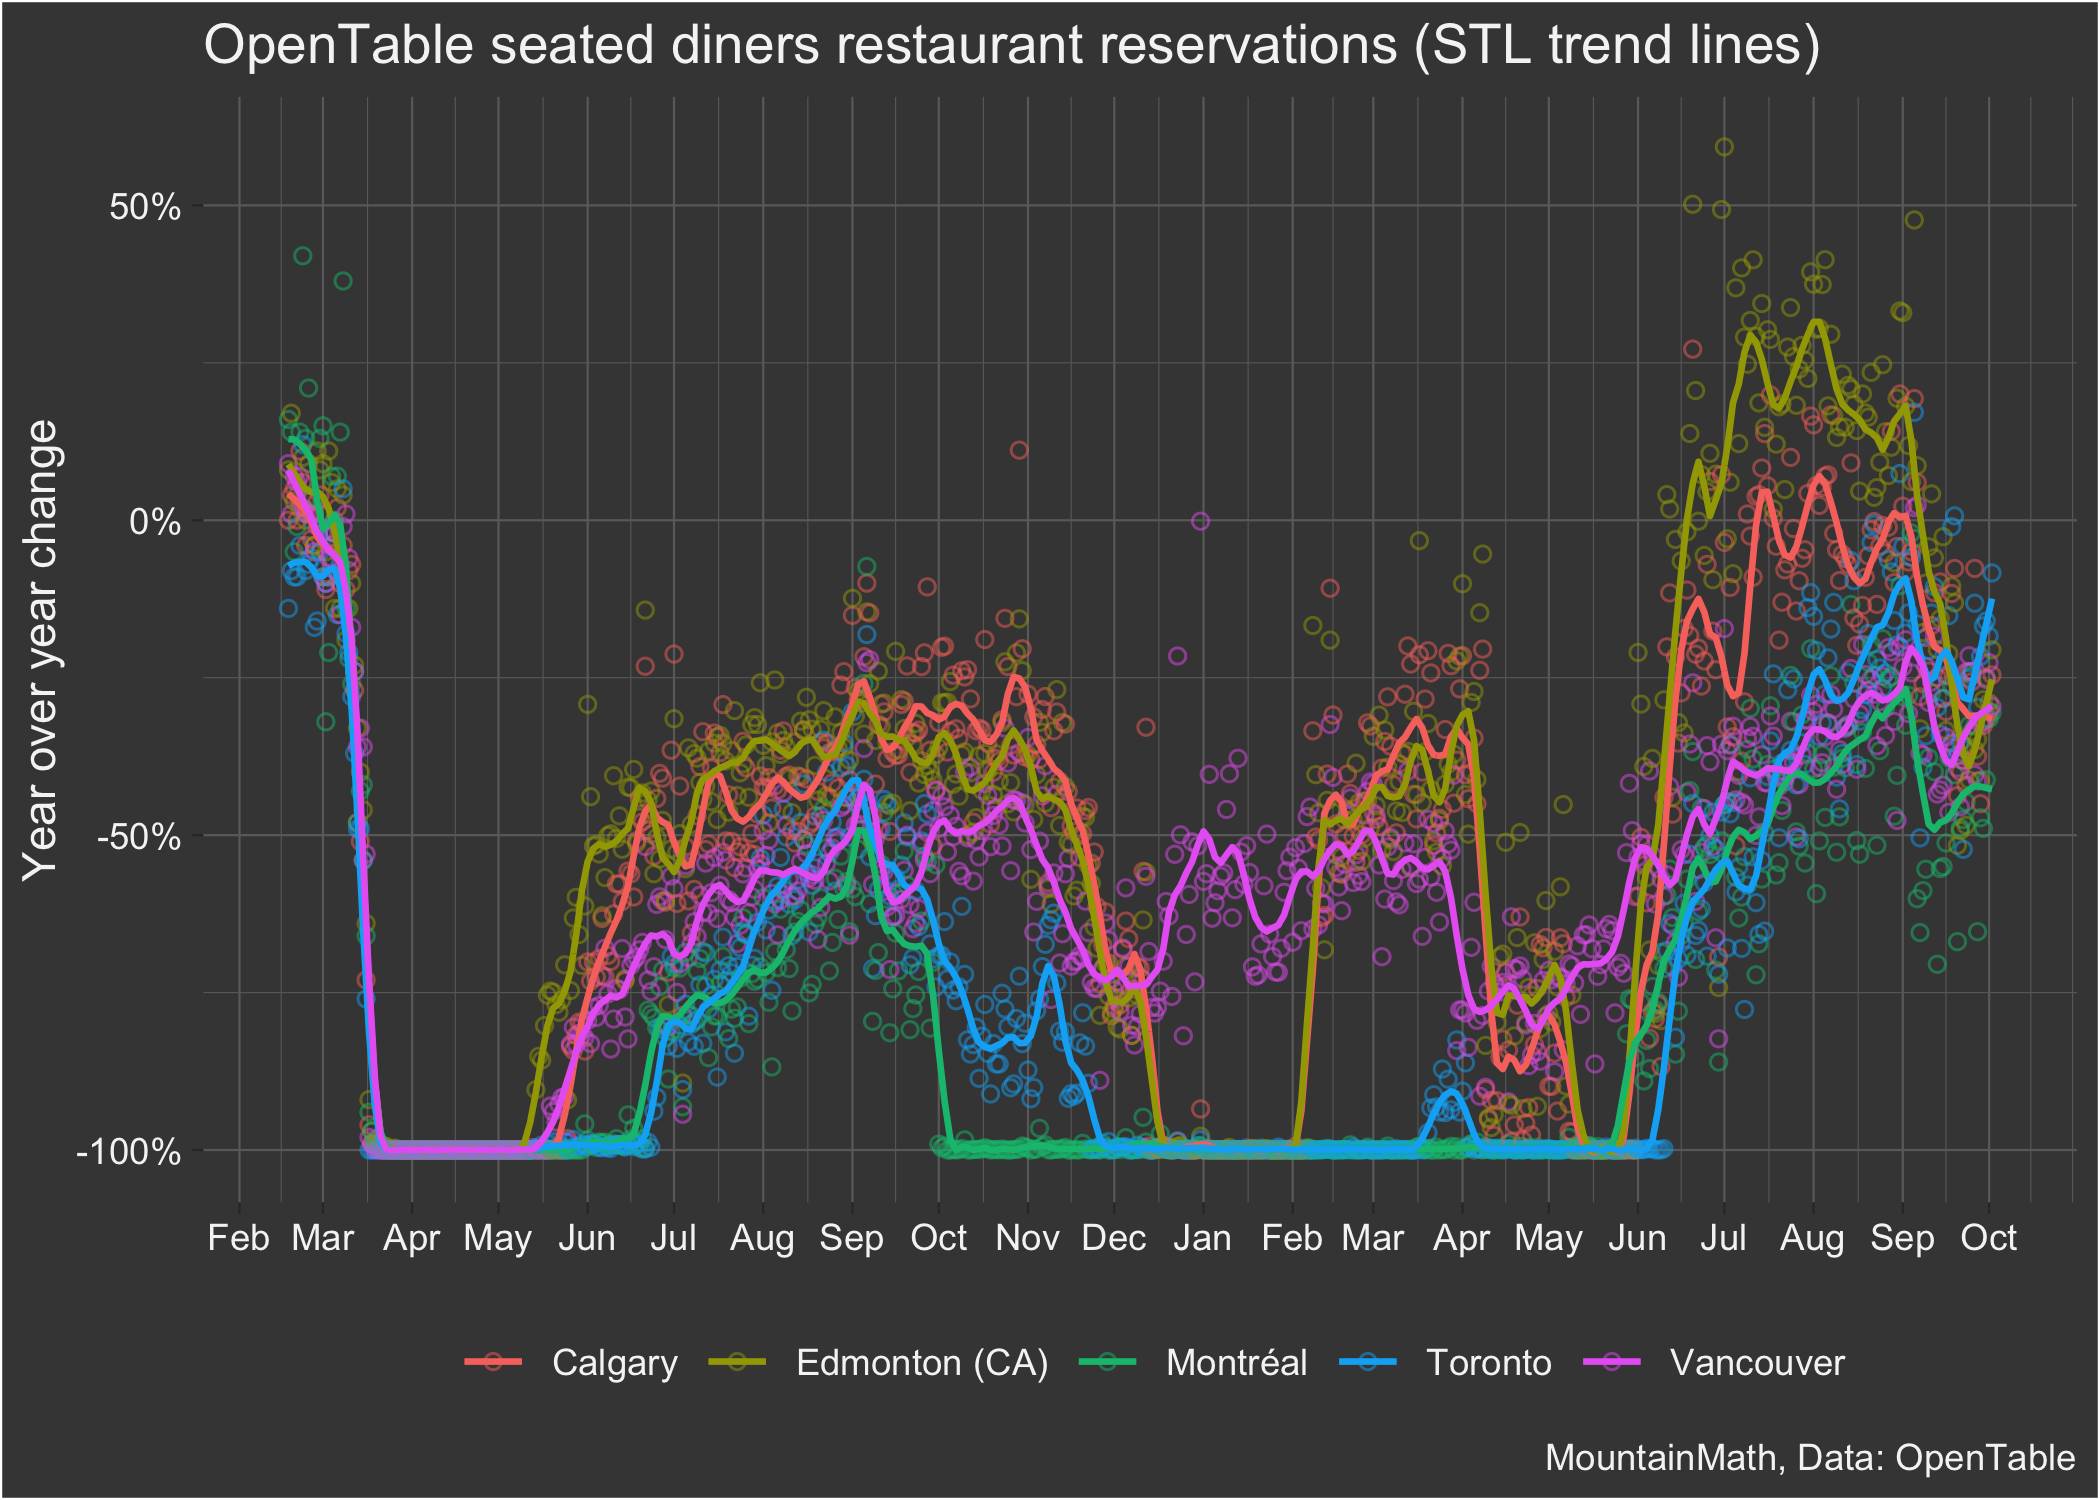 OpenTable seated diners restaurant reservations (STL trend lines)
Year over year change
50%
0%
-50%
-100%
Feb Mar Apr May Jun Jul Aug Sep Oct Nov Dec Jan Feb Mar Apr May Jun Jul Aug Sep Oct
Calgary Edmonton (CA) Montréal Toronto Vancouver
MountainMath, Data: OpenTable